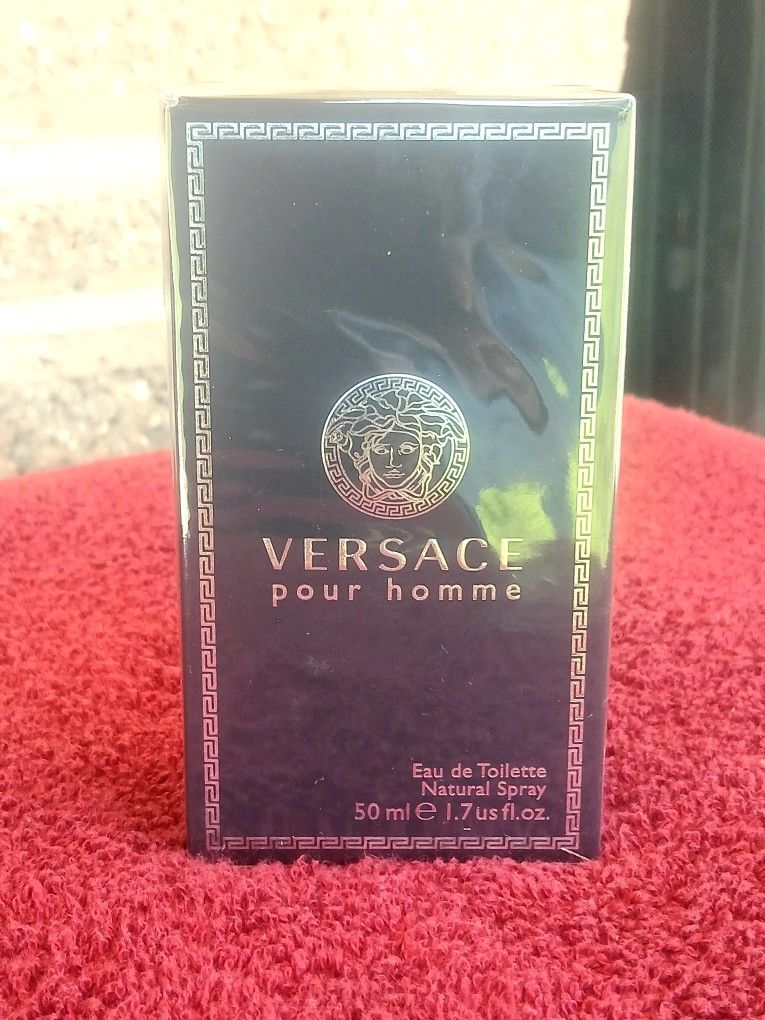 VERSACE
pour homme
Eau de Toilette
Natural Spray
50 ml ℮ 1.7 us fl.oz.